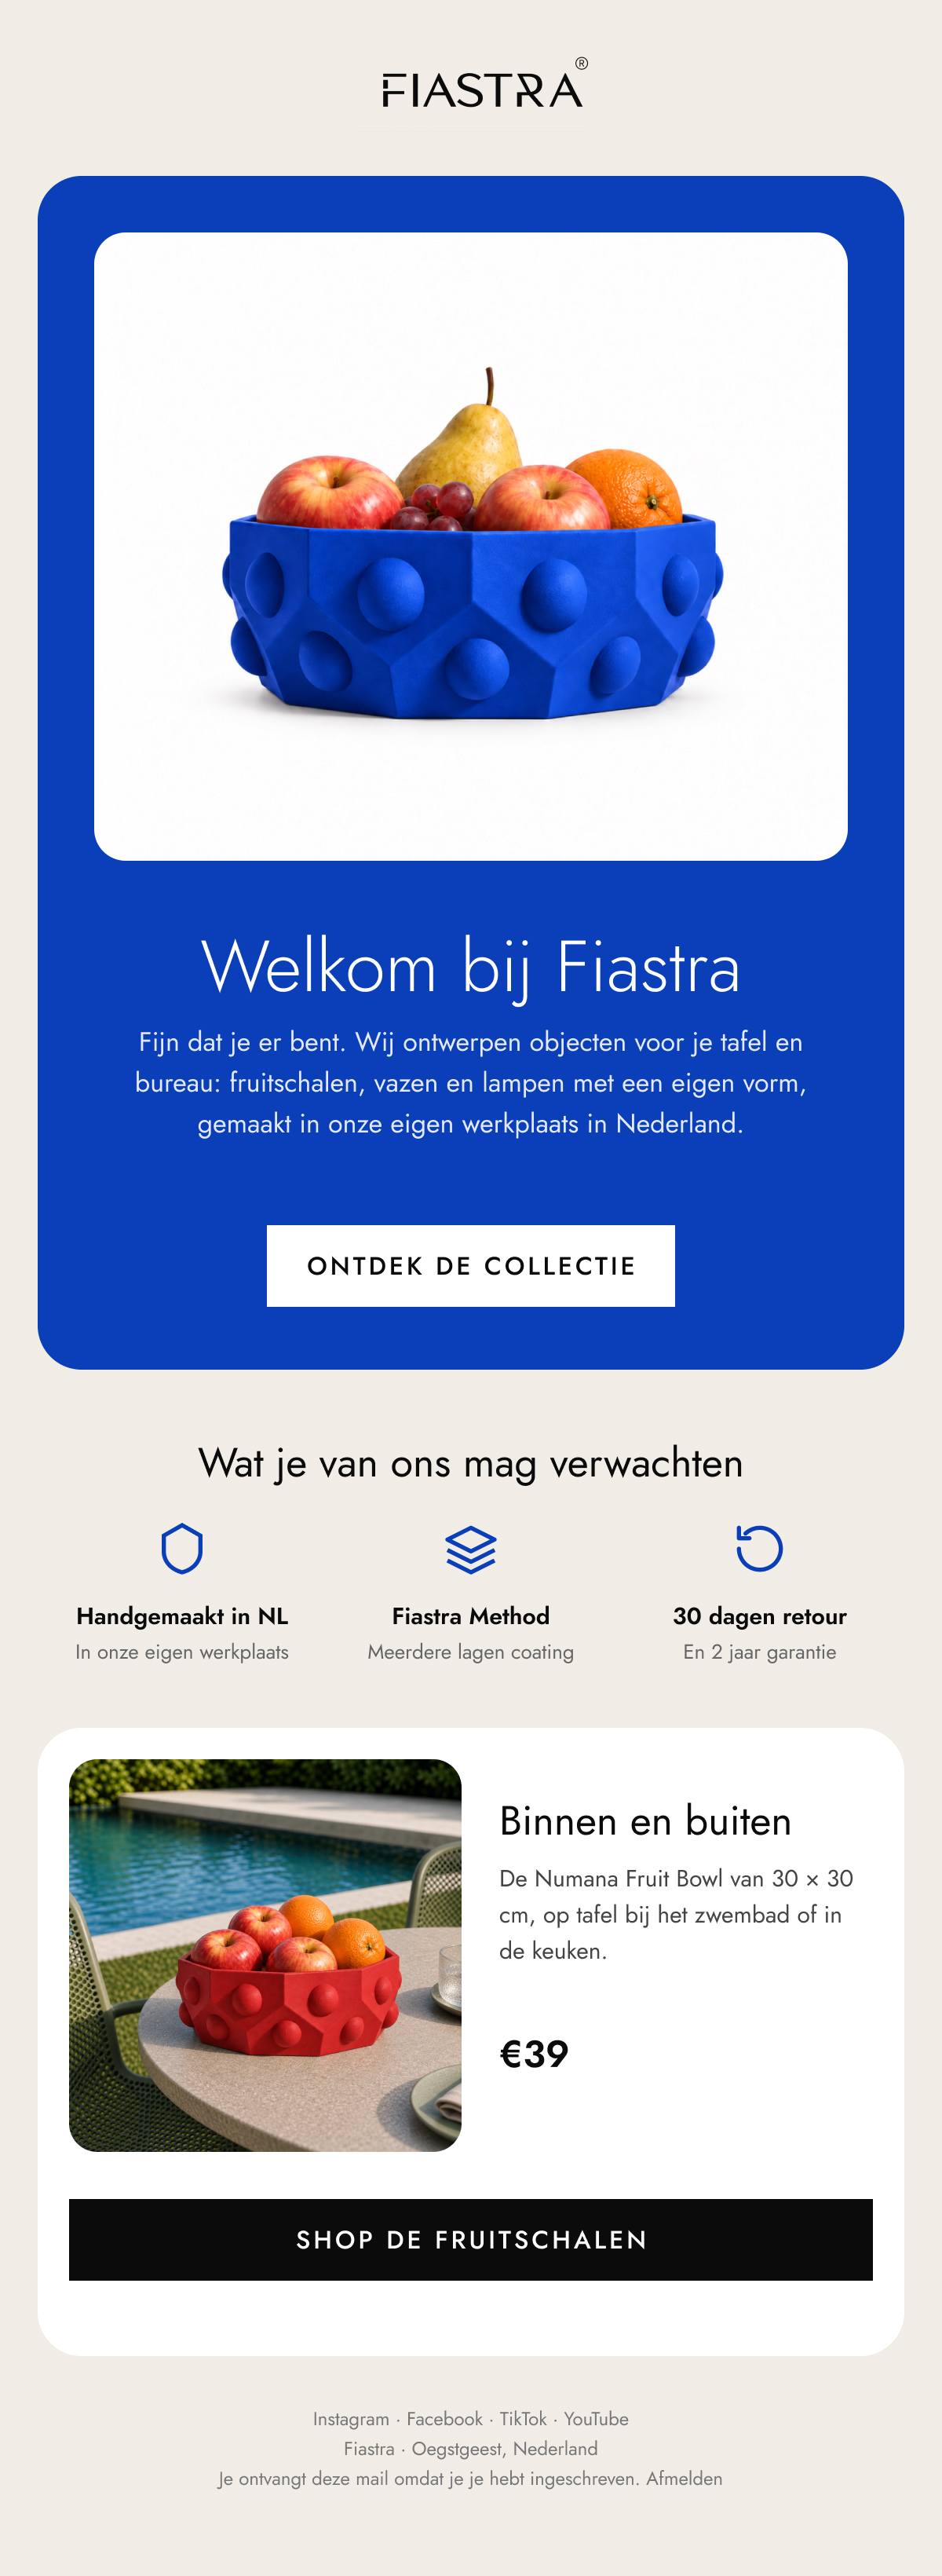 FIASTRA®
Welkom bij Fiastra
Fijn dat je er bent. Wij ontwerpen objecten voor je tafel en
bureau: fruitschalen, vazen en lampen met een eigen vorm,
gemaakt in onze eigen werkplaats in Nederland.
ONTDEK DE COLLECTIE
Wat je van ons mag verwachten
Handgemaakt in NL
In onze eigen werkplaats
Fiastra Method
Meerdere lagen coating
30 dagen retour
En 2 jaar garantie
Binnen en buiten
De Numana Fruit Bowl van 30 × 30
cm, op tafel bij het zwembad of in
de keuken.
€39
SHOP DE FRUITSCHALEN
Instagram · Facebook · TikTok · YouTube
Fiastra · Oegstgeest, Nederland
Je ontvangt deze mail omdat je je hebt ingeschreven. Afmelden